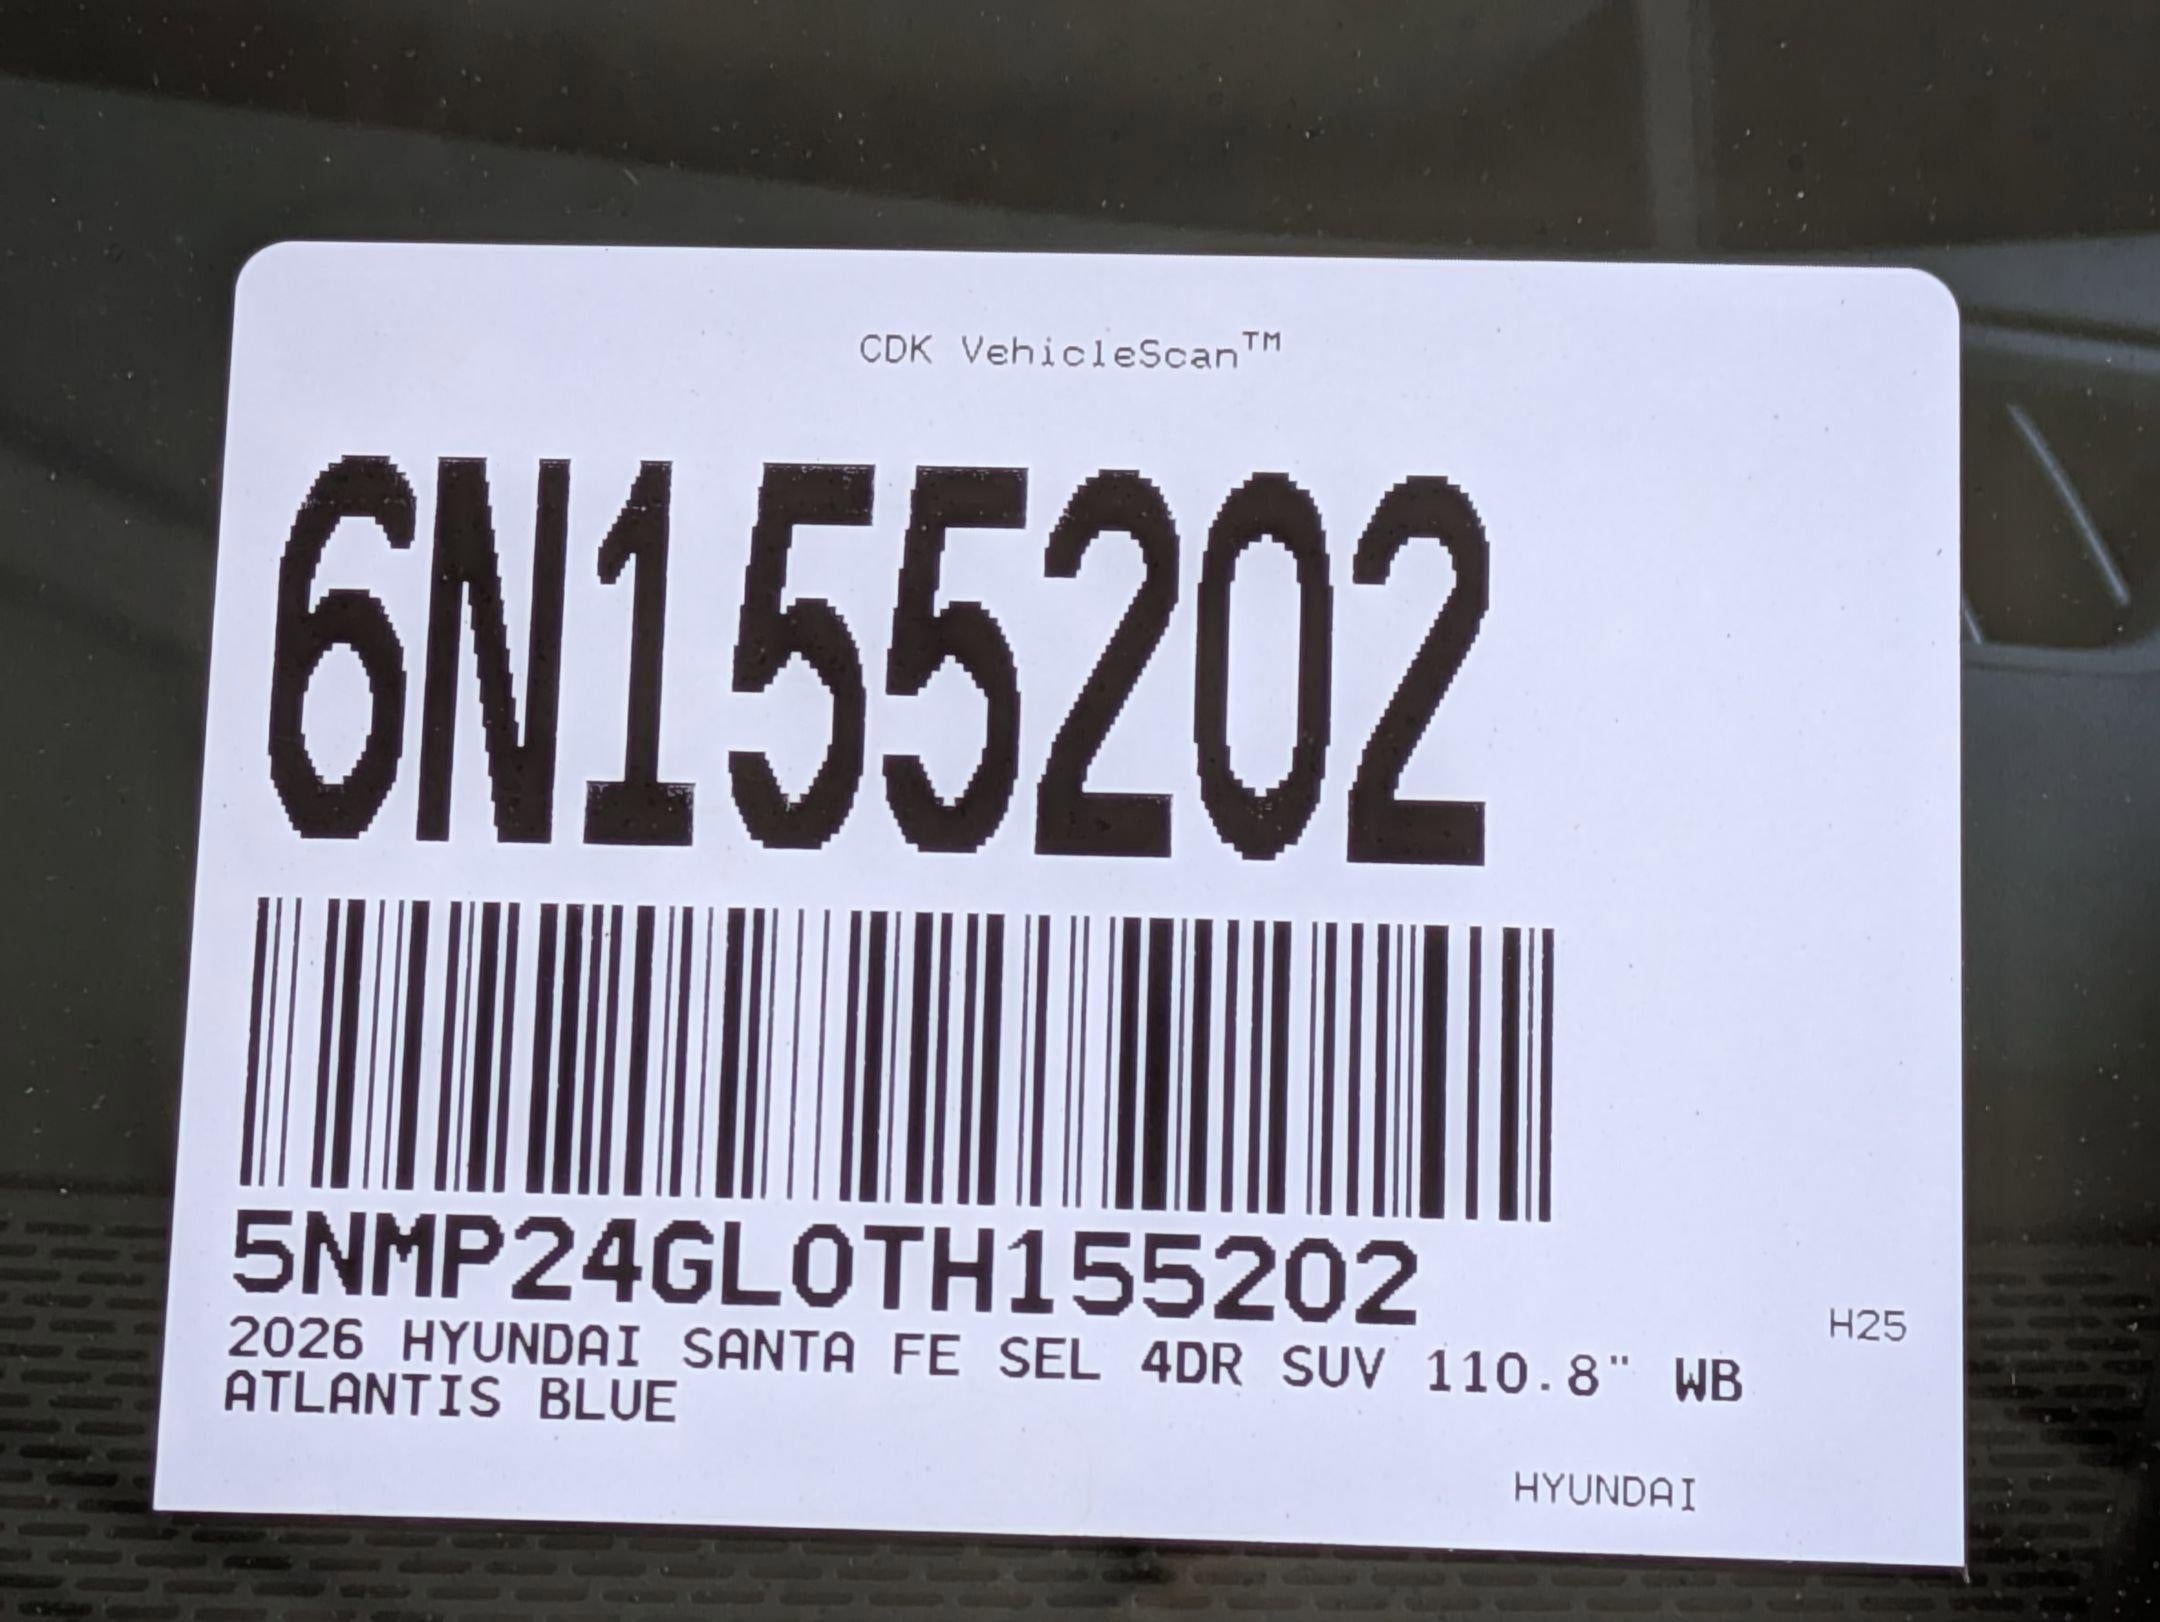 CDK VehicleScan™
6N155202
5NMP24GL0TH155202
H25
2026 HYUNDAI SANTA FE SEL 4DR SUV 110.8" WB
ATLANTIS BLUE
HYUNDAI